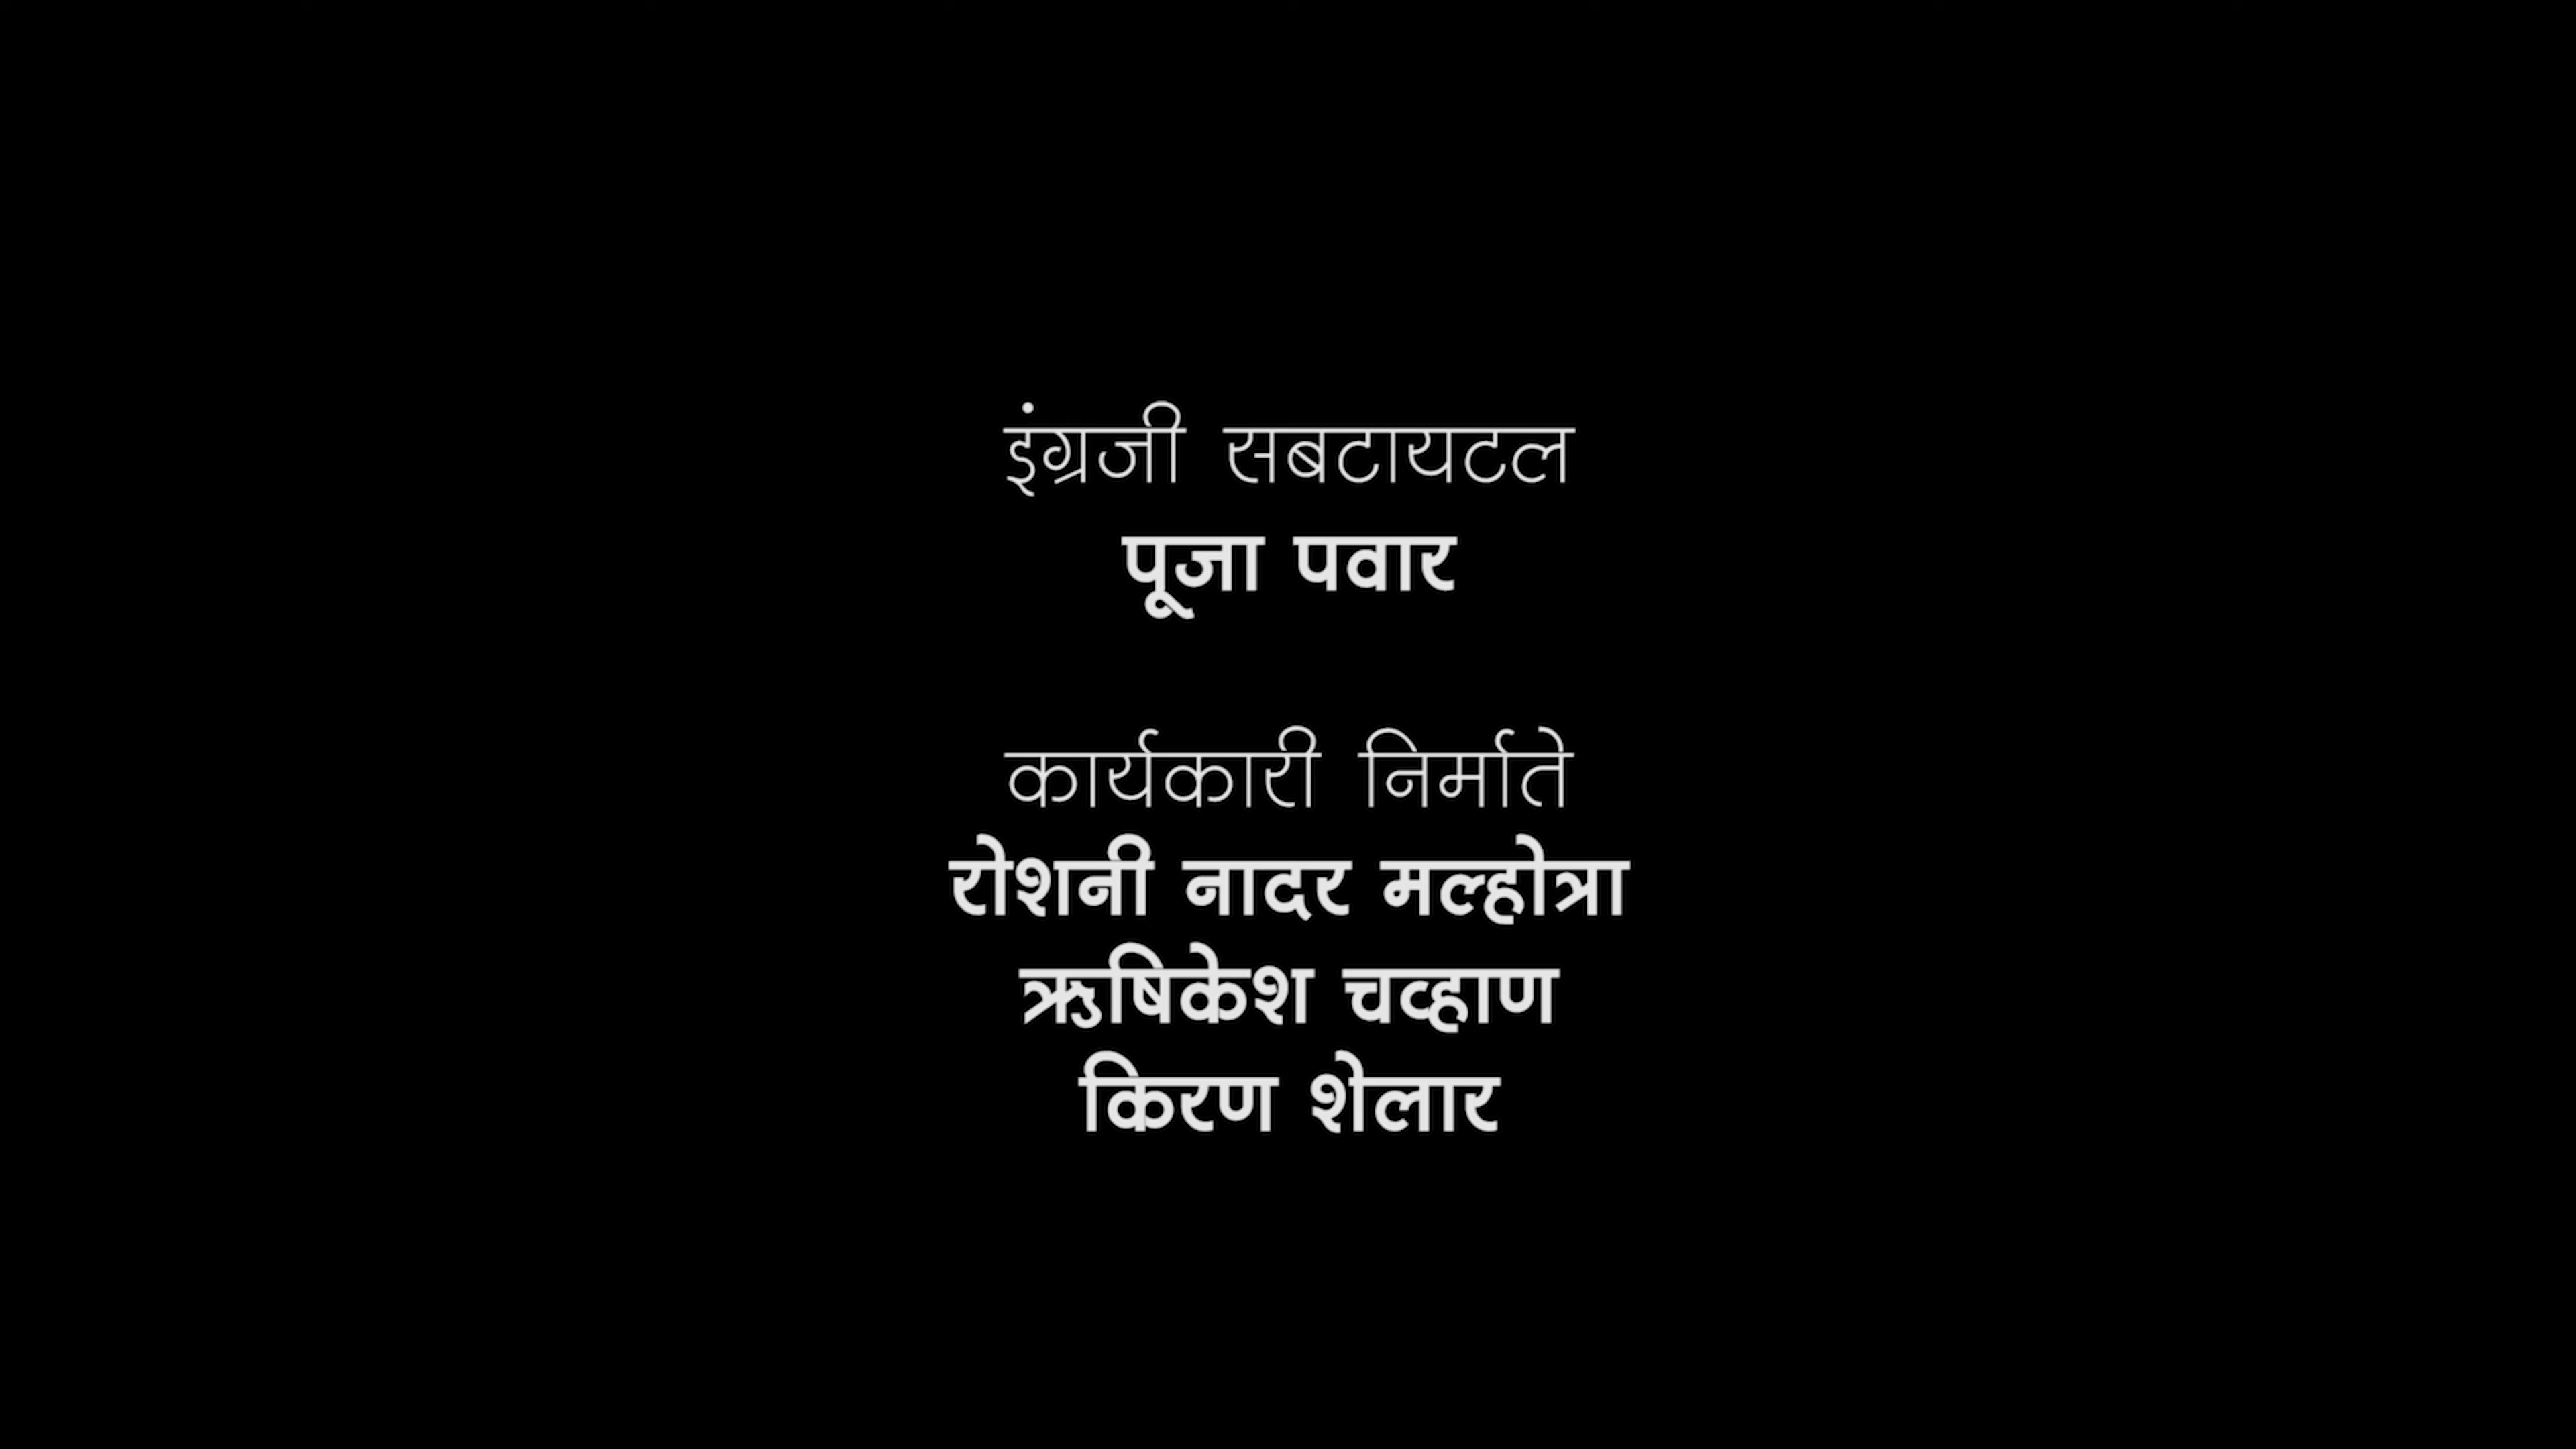 इंग्रजी सबटायटल
पूजा पवार
कार्यकारी निर्माते
रोशनी नादर मल्होत्रा
ऋषिकेश चव्हाण
किरण शेलार